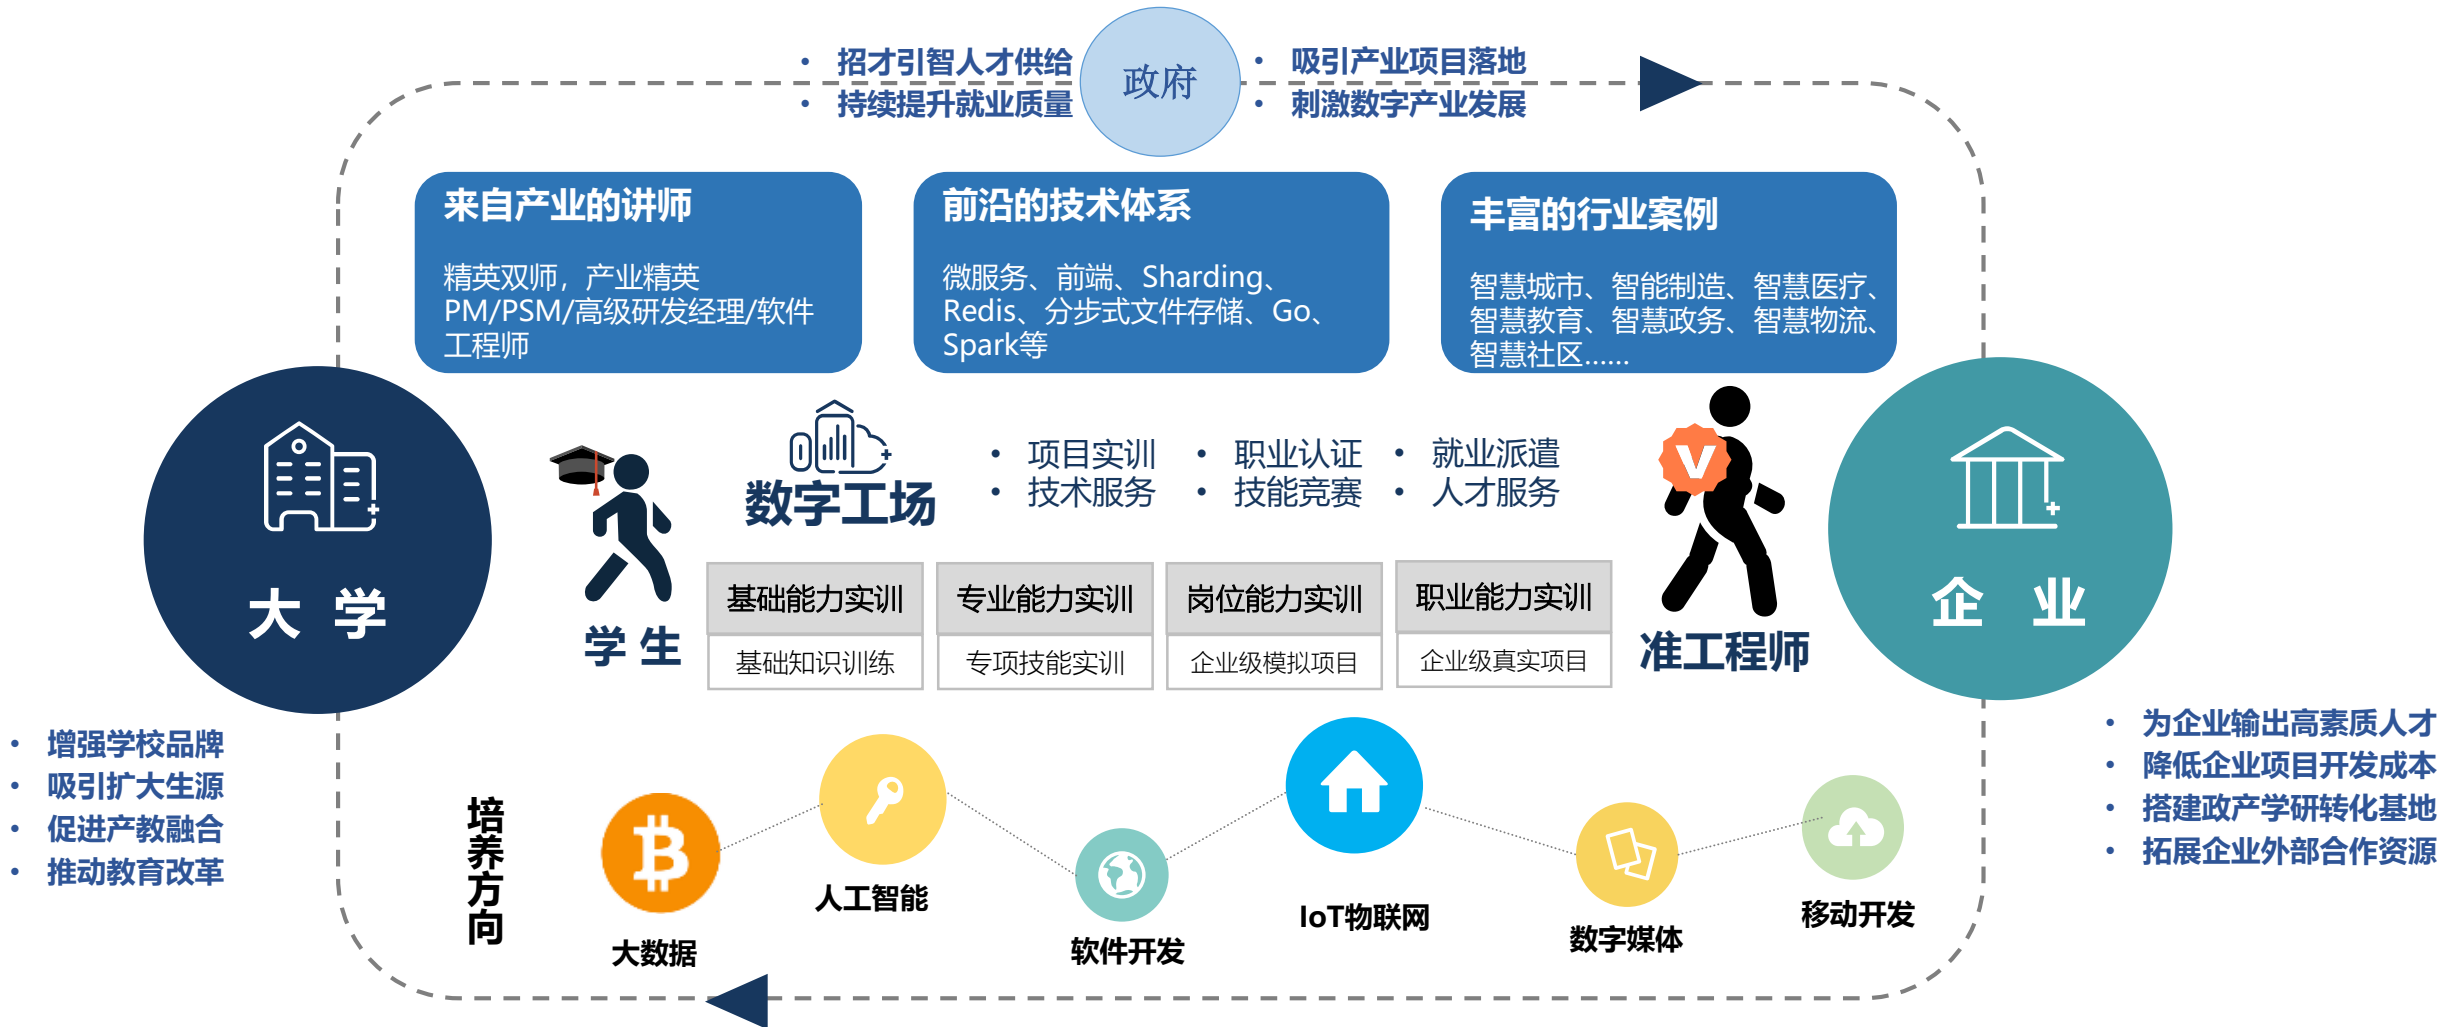 • 招才引智人才供给
• 持续提升就业质量
政府
• 吸引产业项目落地
• 刺激数字产业发展
来自产业的讲师
精英双师，产业精英
PM/PSM/高级研发经理/软件
工程师
前沿的技术体系
微服务、前端、Sharding、
Redis、分步式文件存储、Go、
Spark等
丰富的行业案例
智慧城市、智能制造、智慧医疗、
智慧教育、智慧政务、智慧物流、
智慧社区……
大 学
学 生
数字工场
• 项目实训
• 技术服务
• 职业认证
• 技能竞赛
• 就业派遣
• 人才服务
V
准工程师
企 业
基础能力实训
基础知识训练
专业能力实训
专项技能实训
岗位能力实训
企业级模拟项目
职业能力实训
企业级真实项目
• 增强学校品牌
• 吸引扩大生源
• 促进产教融合
• 推动教育改革
• 为企业输出高素质人才
• 降低企业项目开发成本
• 搭建政产学研转化基地
• 拓展企业外部合作资源
培养方向
大数据
人工智能
软件开发
IoT物联网
数字媒体
移动开发